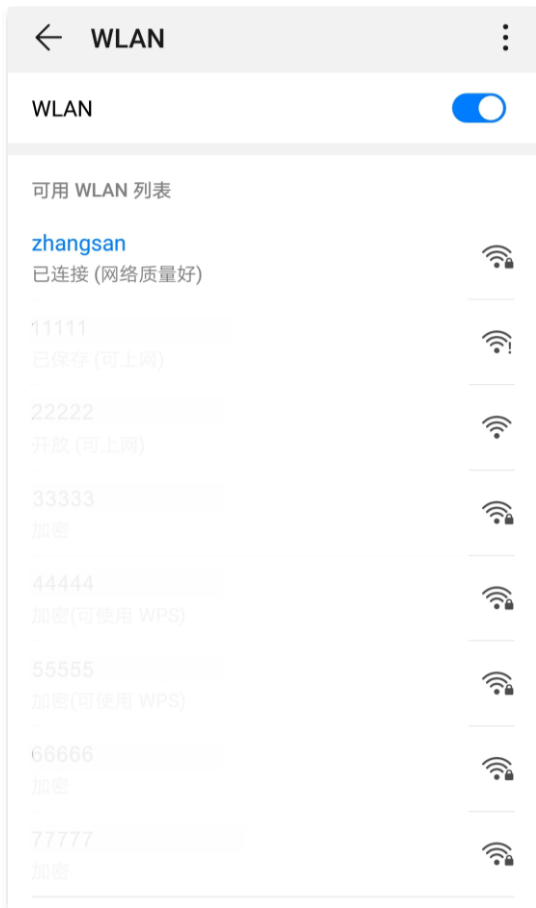 WLAN
WLAN
可用 WLAN 列表
zhangsan
已连接 (网络质量好)
11111
已保存 (可上网)
22222
开放 (可上网)
33333
加密
44444
加密(可使用 WPS)
55555
加密(可使用 WPS)
66666
加密
77777
加密